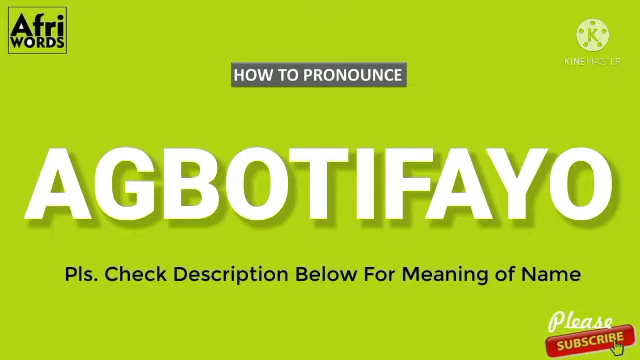 Afri
WORDS
KINEMASTER
HOW TO PRONOUNCE
AGBOTIFAYO
Pls. Check Description Below For Meaning of Name
Please
SUBSCRIBE